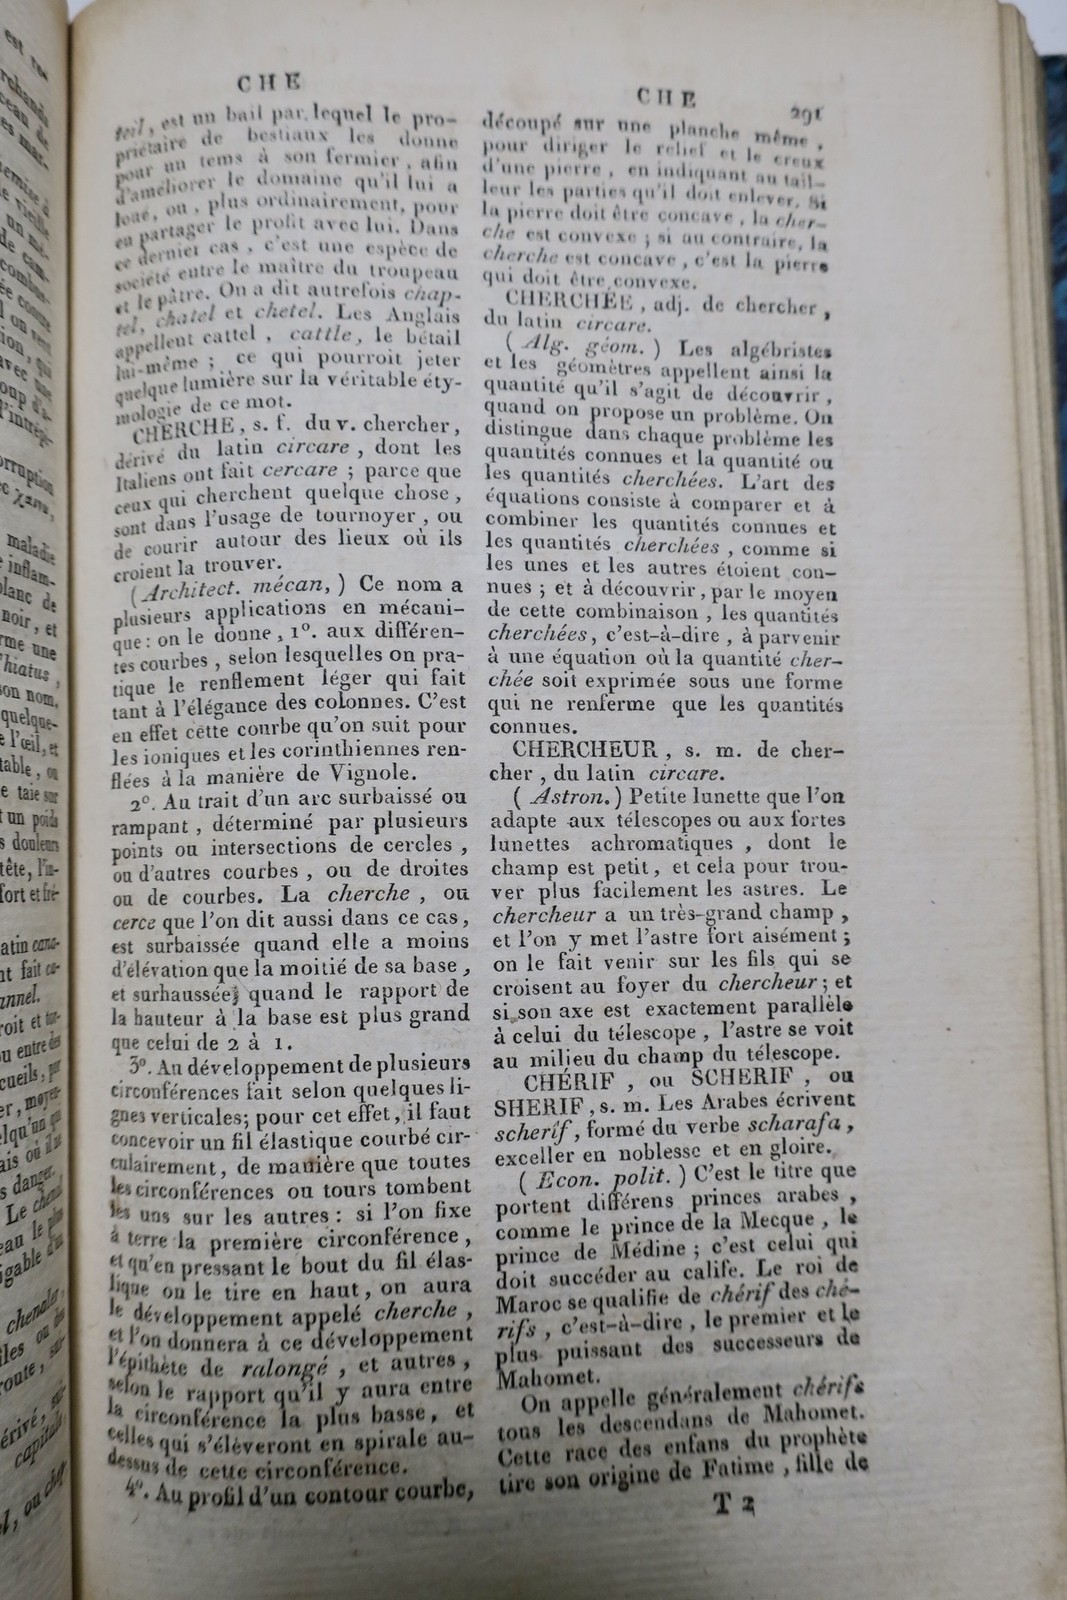 CHE
teil, est un bail par lequel le pro-
priétaire de bestiaux les donne
pour un tems à son fermier, afin
d'améliorer le domaine qu'il lui a
loué, ou, plus ordinairement, pour
en partager le profit avec lui. Dans
ce dernier cas, c'est une espèce de
société entre le maître du troupeau
et le pâtre. On a dit autrefois chap-
tel, chatel et chetel. Les Anglais
appellent cattel, cattle, le bétail
lui-même; ce qui pourroit jeter
quelque lumière sur la véritable éty-
mologie de ce mot.
CHERCHE, s. f. du v. chercher,
dérivé du latin circare, dont les
Italiens ont fait cercare; parce que
ceux qui cherchent quelque chose,
sont dans l'usage de tournoyer, ou
de courir autour des lieux où ils
croient la trouver.
(Architect. mécan,) Ce nom a
plusieurs applications en mécani-
que: on le donne, 1°. aux différen-
tes courbes, selon lesquelles on pra-
tique le renflement léger qui fait
tant à l'élégance des colonnes. C'est
en effet cette courbe qu'on suit pour
les ioniques et les corinthiennes ren-
flées à la manière de Vignole.
2°. Au trait d'un arc surbaissé ou
rampant, déterminé par plusieurs
points ou intersections de cercles,
ou d'autres courbes, ou de droites
ou de courbes. La cherche, ou
cerce que l'on dit aussi dans ce cas,
est surbaissée quand elle a moins
d'élévation que la moitié de sa base,
et surhaussée; quand le rapport de
la hauteur à la base est plus grand
que celui de 2 à 1.
3°. Au développement de plusieurs
circonférences fait selon quelques li-
gnes verticales; pour cet effet, il faut
concevoir un fil élastique courbé cir-
culairement, de manière que toutes
les circonférences ou tours tombent
les uns sur les autres: si l'on fixe
à terre la première circonférence,
et qu'en pressant le bout du fil élas-
tique on le tire en haut, on aura
le développement appelé cherche,
et l'on donnera à ce développement
l'épithète de ralongé, et autres,
selon le rapport qu'il y aura entre
la circonférence la plus basse, et
celles qui s'élèveront en spirale au-
dessus de cette circonférence.
4°. Au profil d'un contour courbe,
CHE 291
découpé sur une planche même,
pour diriger le relief et le creux
d'une pierre, en indiquant au tail-
leur les parties qu'il doit enlever. Si
la pierre doit être concave, la cher-
che est convexe; si au contraire, la
cherche est concave, c'est la pierre
qui doit être convexe.
CHERCHÉE, adj. de chercher,
du latin circare.
(Alg. géom.) Les algébristes
et les géomètres appellent ainsi la
quantité qu'il s'agit de découvrir,
quand on propose un problème. On
distingue dans chaque problème les
quantités connues et la quantité ou
les quantités cherchées. L'art des
équations consiste à comparer et à
combiner les quantités connues et
les quantités cherchées, comme si
les unes et les autres étoient con-
nues; et à découvrir, par le moyen
de cette combinaison, les quantités
cherchées, c'est-à-dire, à parvenir
à une équation où la quantité cher-
chée soit exprimée sous une forme
qui ne renferme que les quantités
connues.
CHERCHEUR, s. m. de cher-
cher, du latin circare.
(Astron.) Petite lunette que l'on
adapte aux télescopes ou aux fortes
lunettes achromatiques, dont le
champ est petit, et cela pour trou-
ver plus facilement les astres. Le
chercheur a un très-grand champ,
et l'on y met l'astre fort aisément;
on le fait venir sur les fils qui se
croisent au foyer du chercheur; et
si son axe est exactement parallèle
à celui du télescope, l'astre se voit
au milieu du champ du télescope.
CHÉRIF, ou SCHERIF, ou
SHERIF, s. m. Les Arabes écrivent
scherîf, formé du verbe scharafa,
exceller en noblesse et en gloire.
(Econ. polit.) C'est le titre que
portent différens princes arabes,
comme le prince de la Mecque, le
prince de Médine; c'est celui qui
doit succéder au calife. Le roi de
Maroc se qualifie de chérif des ché-
rifs, c'est-à-dire, le premier et le
plus puissant des successeurs de
Mahomet.
On appelle généralement chérifs
tous les descendans de Mahomet.
Cette race des enfans du prophète
tire son origine de Fatime, fille de
T 2